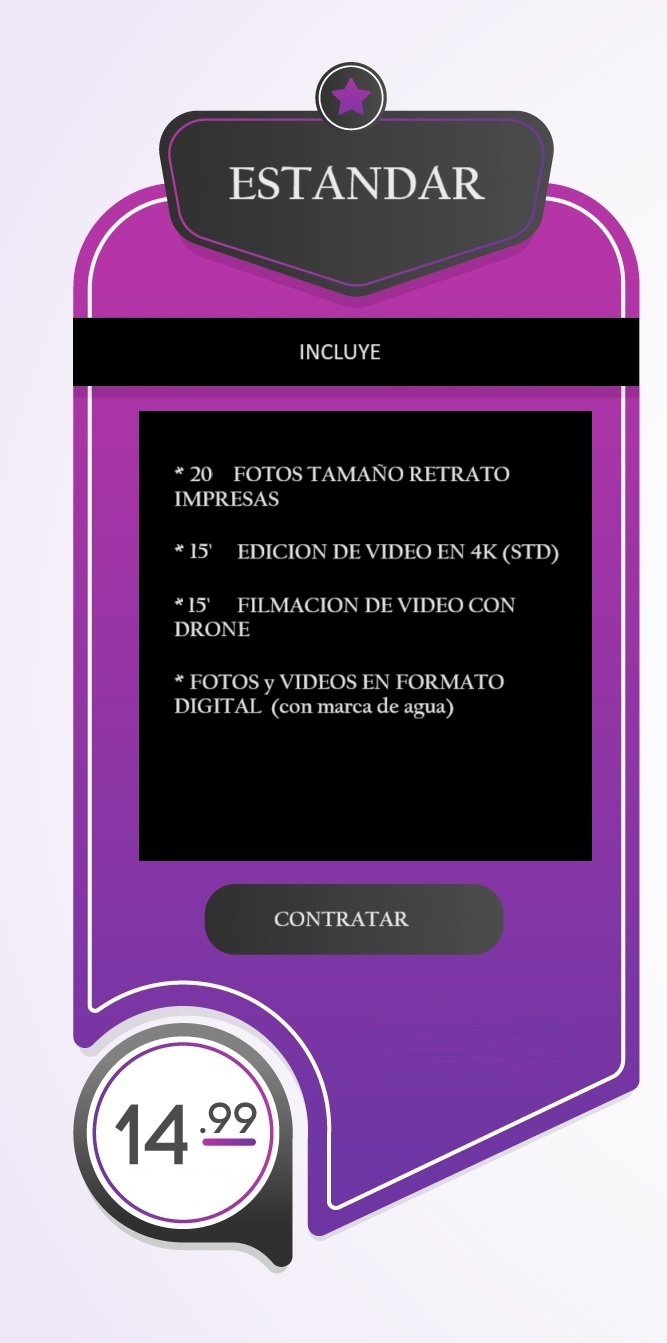 ESTANDAR
INCLUYE
* 20 FOTOS TAMAÑO RETRATO
IMPRESAS
* 15' EDICION DE VIDEO EN 4K (STD)
* 15' FILMACION DE VIDEO CON
DRONE
* FOTOS y VIDEOS EN FORMATO
DIGITAL (con marca de agua)
CONTRATAR
14.99